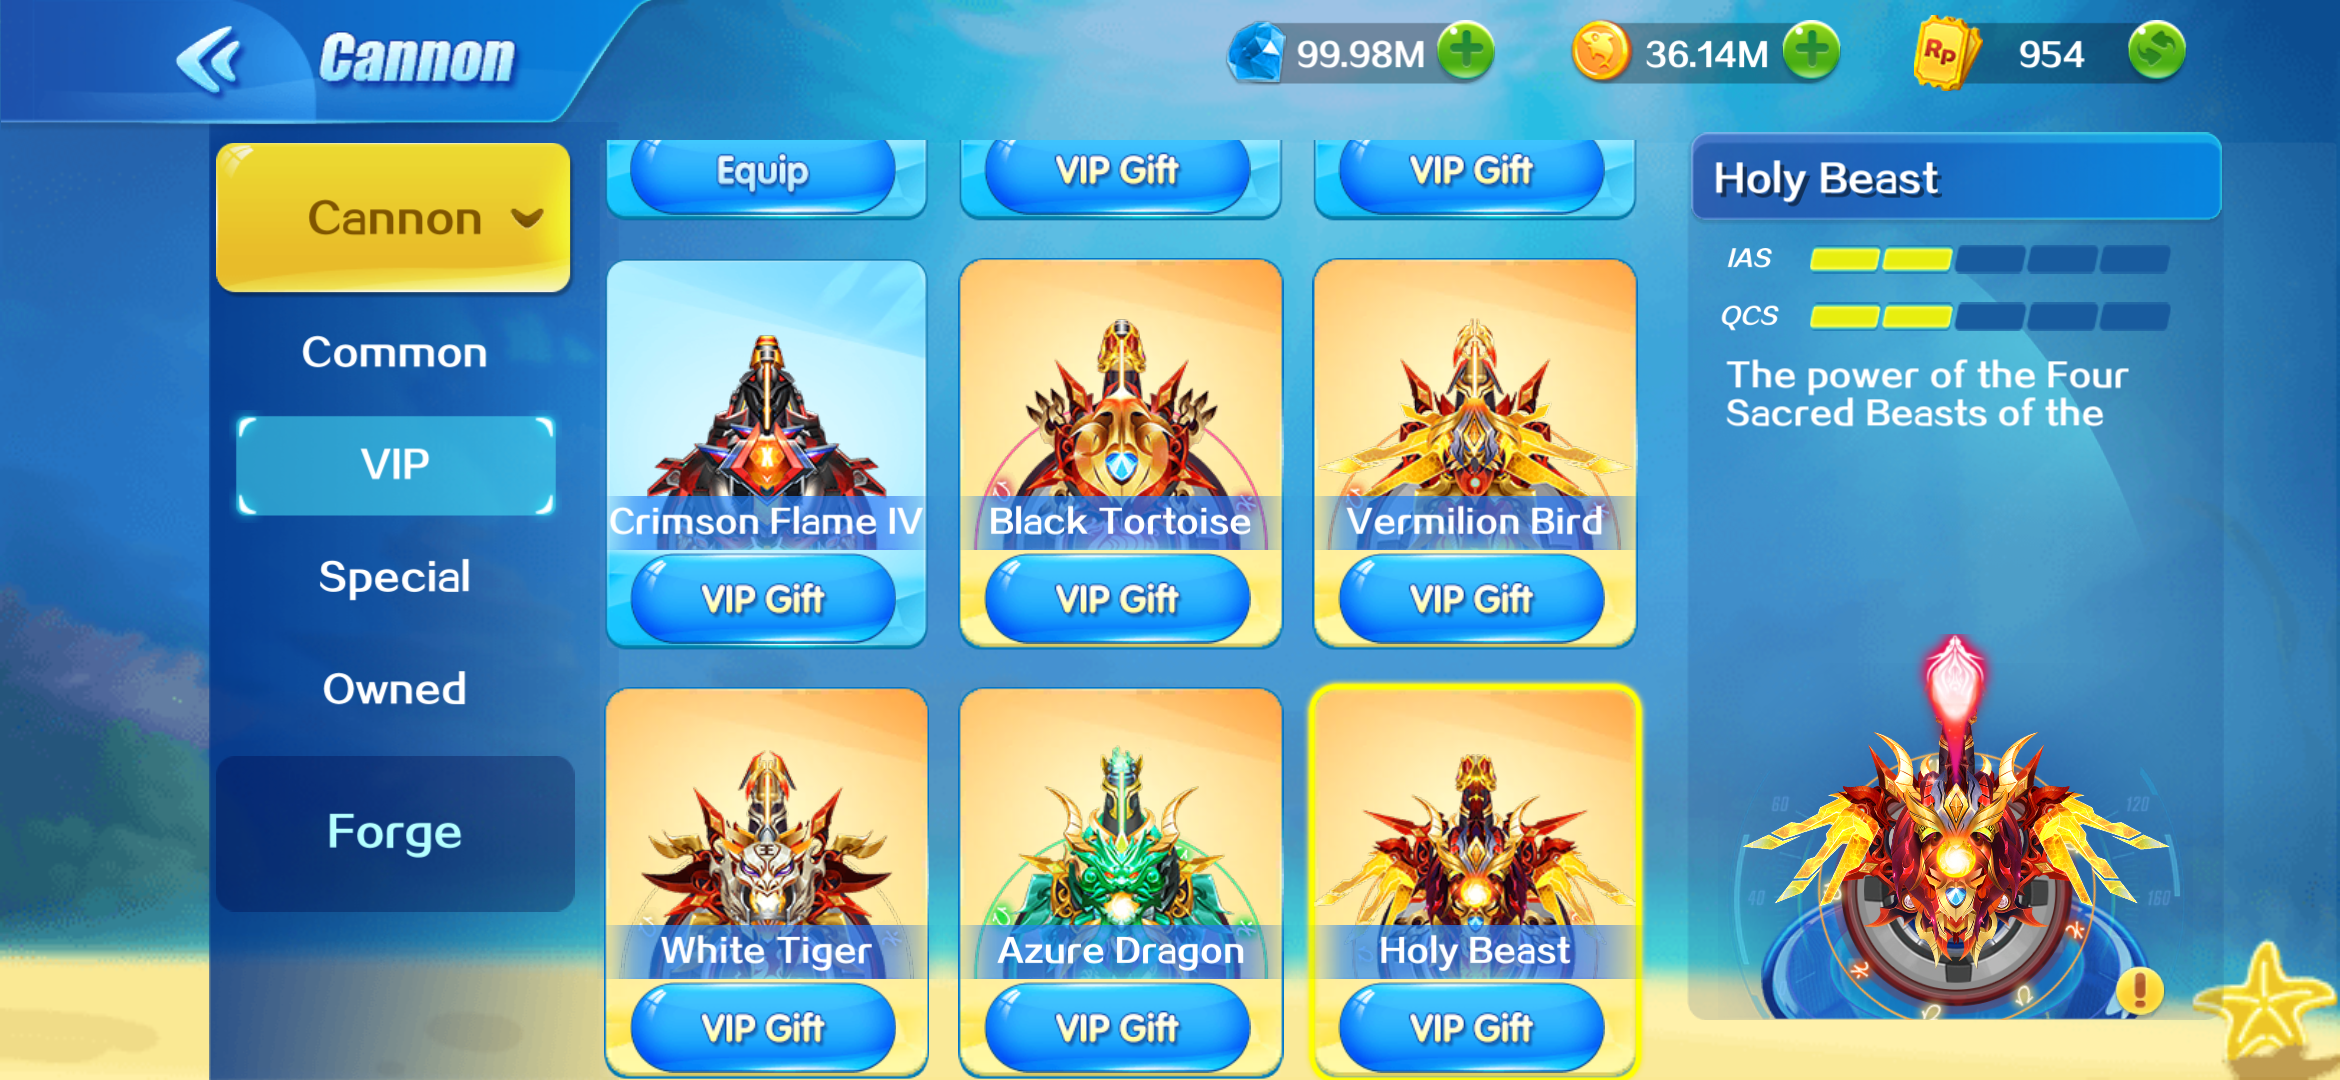 Cannon
99.98M
36.14M
Rp
954
Cannon
Common
VIP
Special
Owned
Forge
Equip
VIP Gift
VIP Gift
Crimson Flame IV
Black Tortoise
Vermilion Bird
VIP Gift
VIP Gift
VIP Gift
White Tiger
Azure Dragon
Holy Beast
VIP Gift
VIP Gift
VIP Gift
Holy Beast
IAS
QCS
The power of the Four
Sacred Beasts of the
60
120
40
160